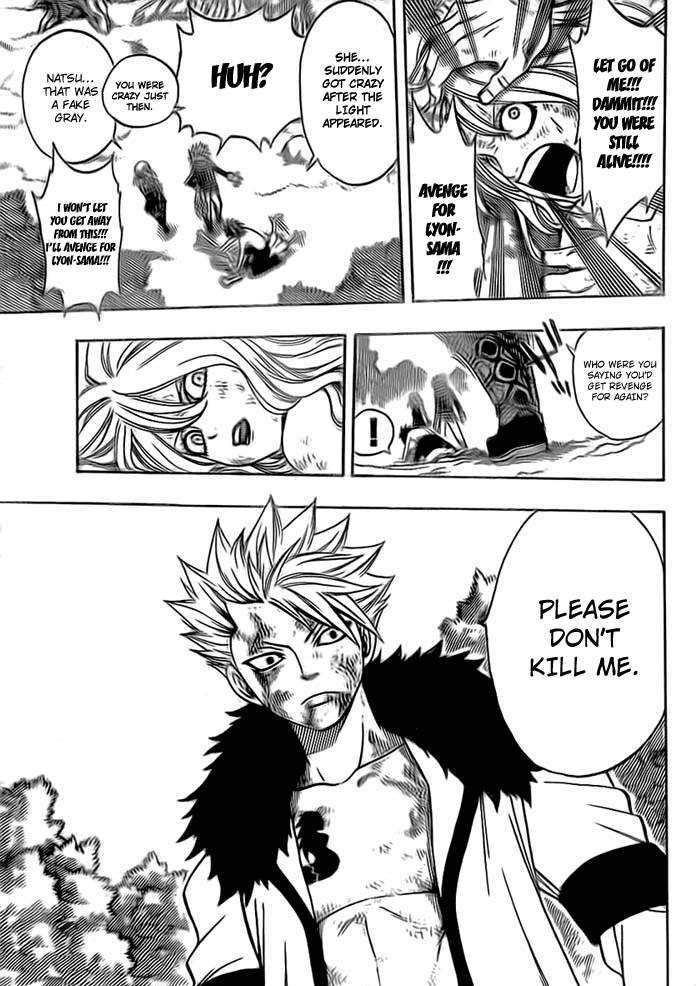 LET GO OF
ME!!!
DAMMIT!!!
YOU WERE
STILL
ALIVE!!!!
AVENGE
FOR
LYON-
SAMA
!!!
SHE...
SUDDENLY
GOT CRAZY
AFTER THE
LIGHT
APPEARED.
HUH?
YOU WERE
CRAZY JUST
THEN.
NATSU...
THAT WAS
A FAKE
GRAY.
I WON'T LET
YOU GET AWAY
FROM THIS!!!
I'LL AVENGE FOR
LYON-SAMA!!!
WHO WERE YOU
SAYING YOU'D
GET REVENGE
FOR AGAIN?
!
PLEASE
DON'T
KILL ME.